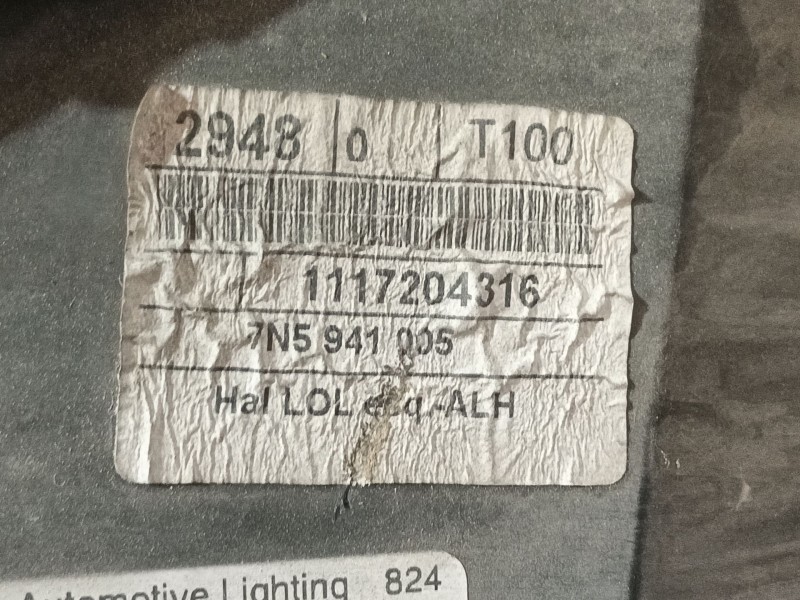 2948 0 T100
1117204316
7N5 941 005
Hal LOL
Automotive Lighting 824